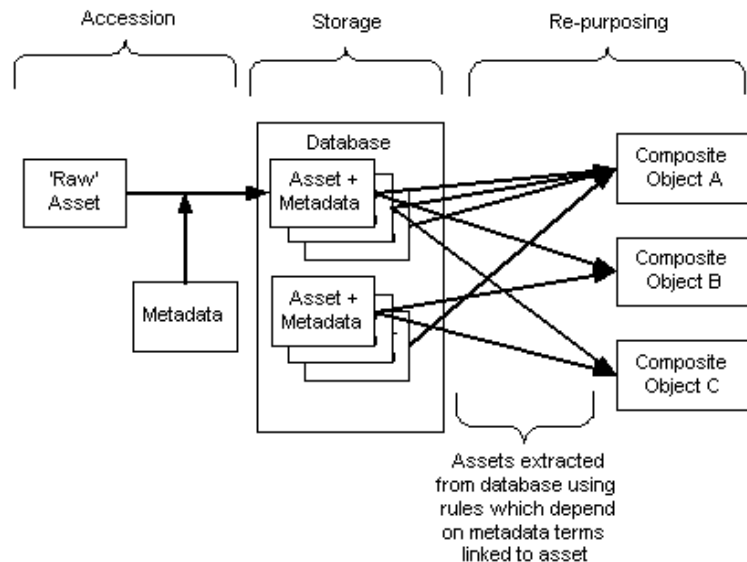 Accession
Storage
Re-purposing
Database
'Raw'
Asset
Metadata
Asset +
Metadata
Asset +
Metadata
Composite
Object A
Composite
Object B
Composite
Object C
Assets extracted
from database using
rules which depend
on metadata terms
linked to asset